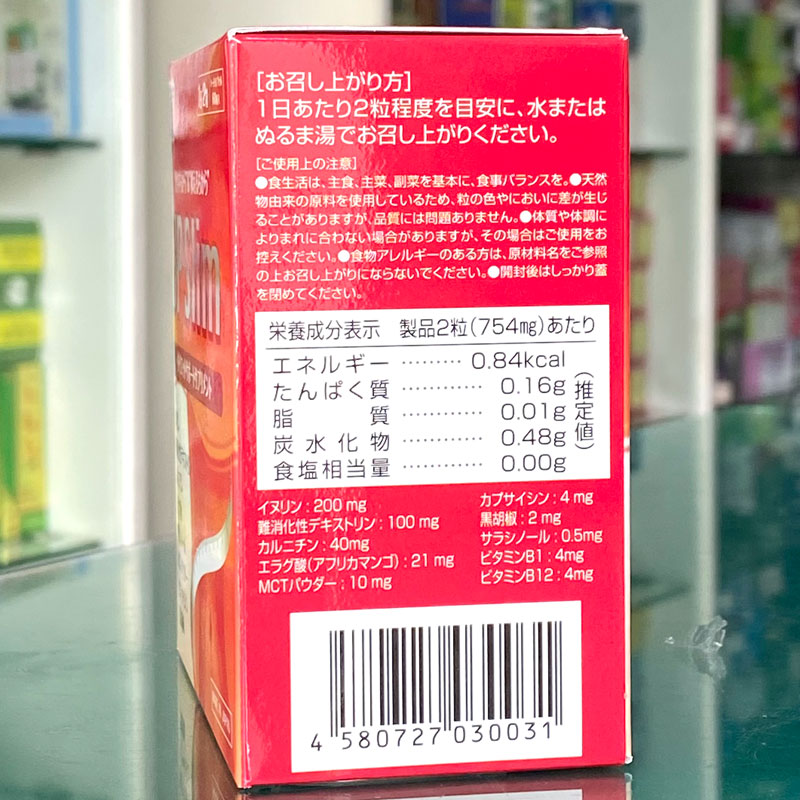 [お召し上がり方]
1日あたり2粒程度を目安に、水または
ぬるま湯でお召し上がりください。
[ご使用上の注意]
●食生活は、主食、主菜、副菜を基本に、食事バランスを。●天然
物由来の原料を使用しているため、粒の色やにおいに差が生じ
ることがありますが、品質には問題ありません。●体質や体調に
よりまれに合わない場合がありますが、その場合はご使用をお
控えください。●食物アレルギーのある方は、原材料名をご参照
の上お召し上がりにならないでください。●開封後はしっかり蓋
を閉めてください。
栄養成分表示 製品2粒(754mg)あたり
エネルギー ……… 0.84kcal
たんぱく質 ………… 0.16g
脂質 ………… 0.01g
炭水化物 ………… 0.48g
食塩相当量 ………… 0.00g
(推定値)
イヌリン : 200 mg
難消化性デキストリン : 100 mg
カルニチン : 40mg
エラグ酸(アフリカマンゴ) : 21 mg
MCTパウダー : 10 mg
カプサイシン : 4 mg
黒胡椒 : 2 mg
サラシノール : 0.5mg
ビタミンB1 : 4mg
ビタミンB12 : 4mg
4 580727 030031
Slim